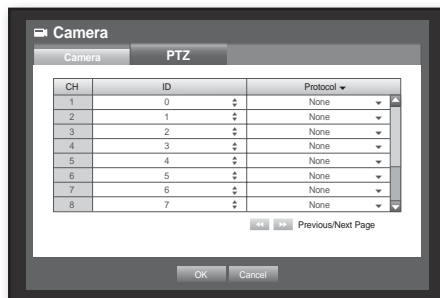 Camera
Camera PTZ
CH ID Protocol
1 0 None
2 1 None
3 2 None
4 3 None
5 4 None
6 5 None
7 6 None
8 7 None
Previous/Next Page
OK Cancel